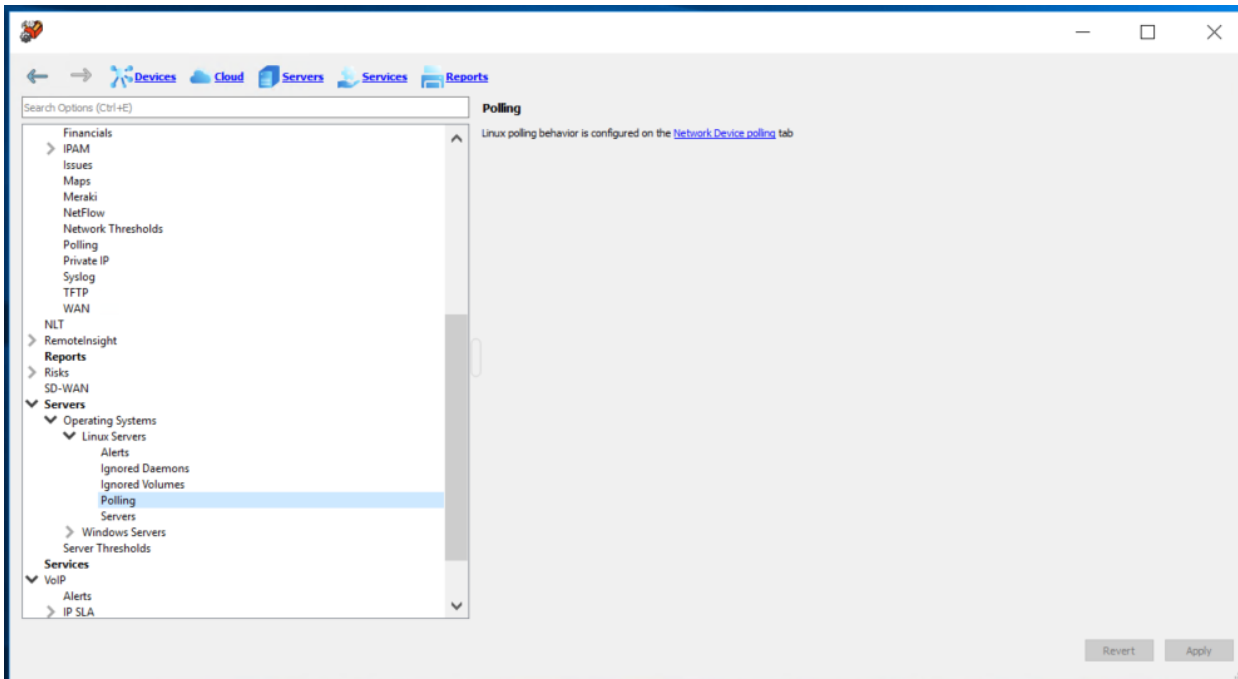 Devices Cloud Servers Services Reports
Search Options (Ctrl+E)
Financials
IPAM
Issues
Maps
Meraki
NetFlow
Network Thresholds
Polling
Private IP
Syslog
TFTP
WAN
NLT
RemoteInsight
Reports
Risks
SD-WAN
Servers
Operating Systems
Linux Servers
Alerts
Ignored Daemons
Ignored Volumes
Polling
Servers
Windows Servers
Server Thresholds
Services
VoIP
Alerts
IP SLA
Polling
Linux polling behavior is configured on the Network Device polling tab
Revert Apply